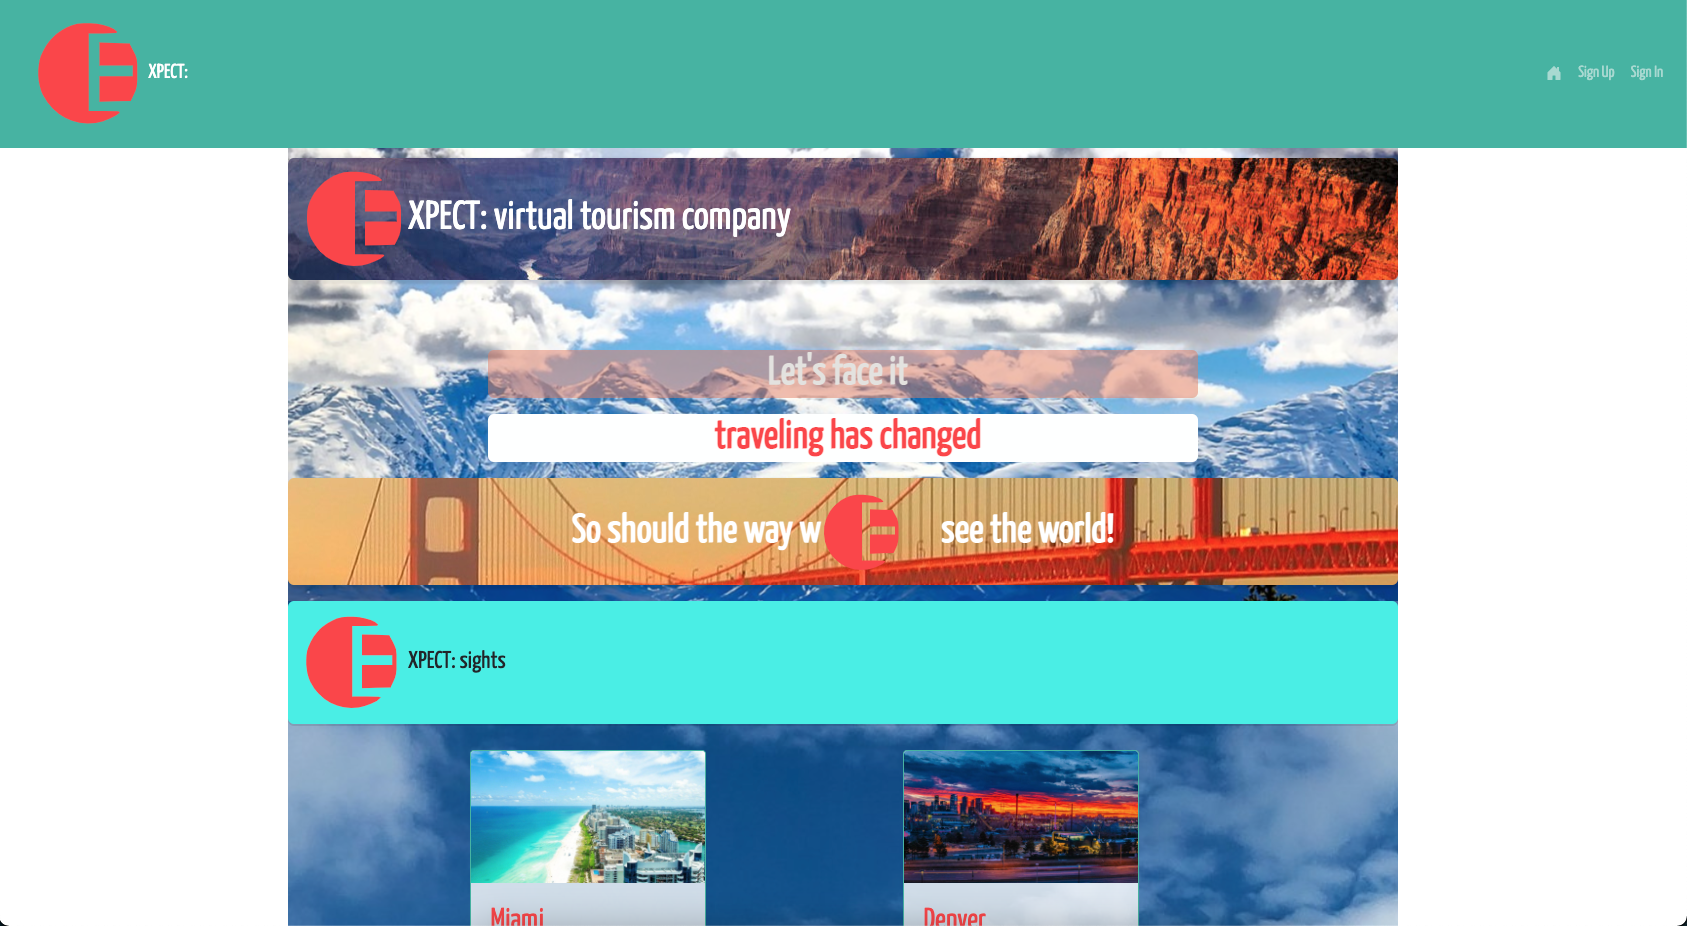 E XPECT:
Sign Up Sign In
E XPECT: virtual tourism company
Let's face it
traveling has changed
So should the way wE see the world!
E XPECT: sights
Miami
Denver